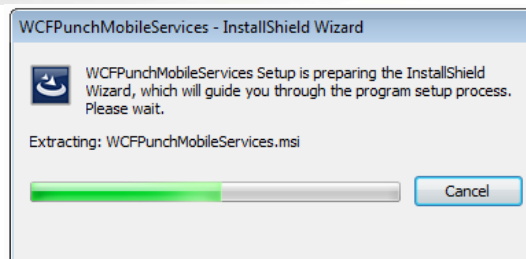 WCFPunchMobileServices - InstallShield Wizard
WCFPunchMobileServices Setup is preparing the InstallShield
Wizard, which will guide you through the program setup process.
Please wait.
Extracting: WCFPunchMobileServices.msi
Cancel